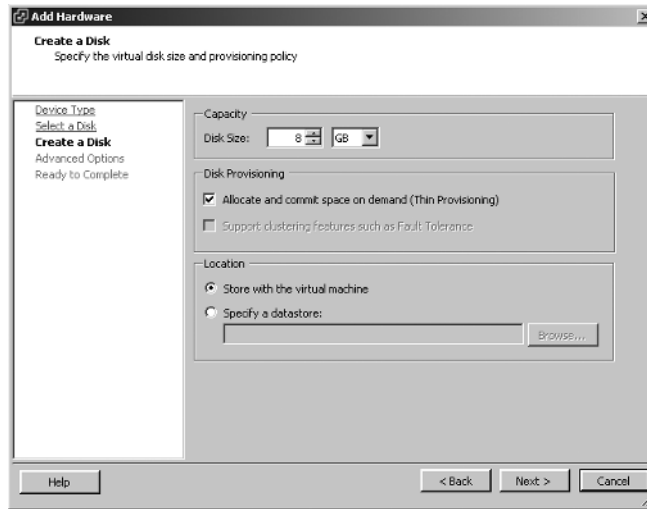 Add Hardware
Create a Disk
Specify the virtual disk size and provisioning policy
Device Type
Select a Disk
Create a Disk
Advanced Options
Ready to Complete
Capacity
Disk Size: 8 GB
Disk Provisioning
Allocate and commit space on demand (Thin Provisioning)
Support clustering features such as Fault Tolerance
Location
Store with the virtual machine
Specify a datastore:
Browse...
Help
< Back Next > Cancel